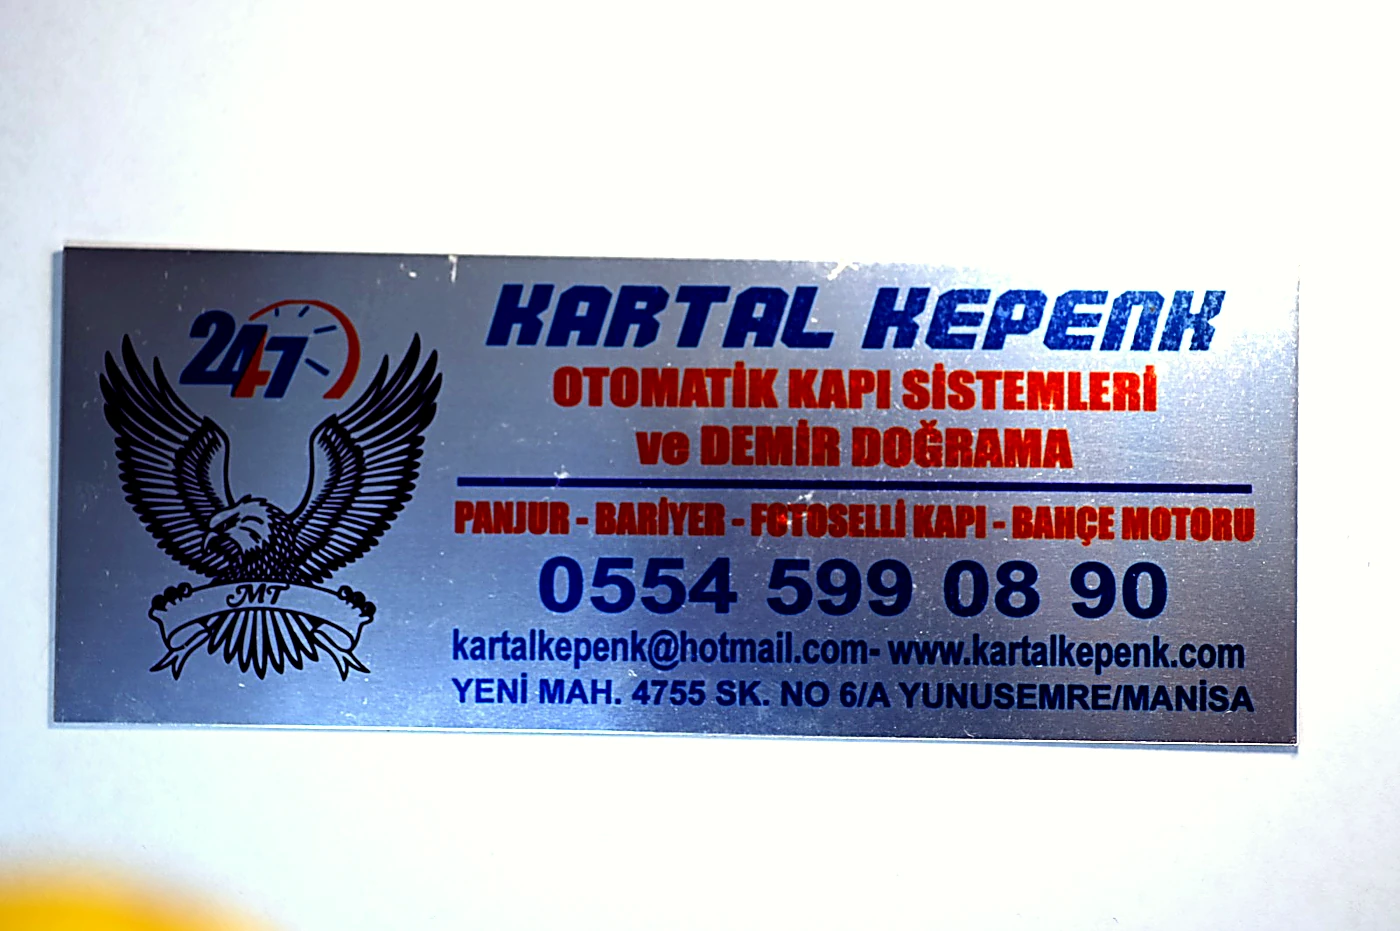 24/7
KARTAL KEPENK
OTOMATİK KAPI SİSTEMLERİ
ve DEMİR DOĞRAMA
PANJUR - BARİYER - FOTOSELLİ KAPI - BAHÇE MOTORU
0554 599 08 90
kartalkepenk@hotmail.com- www.kartalkepenk.com
YENİ MAH. 4755 SK. NO 6/A YUNUSEMRE/MANİSA
MT